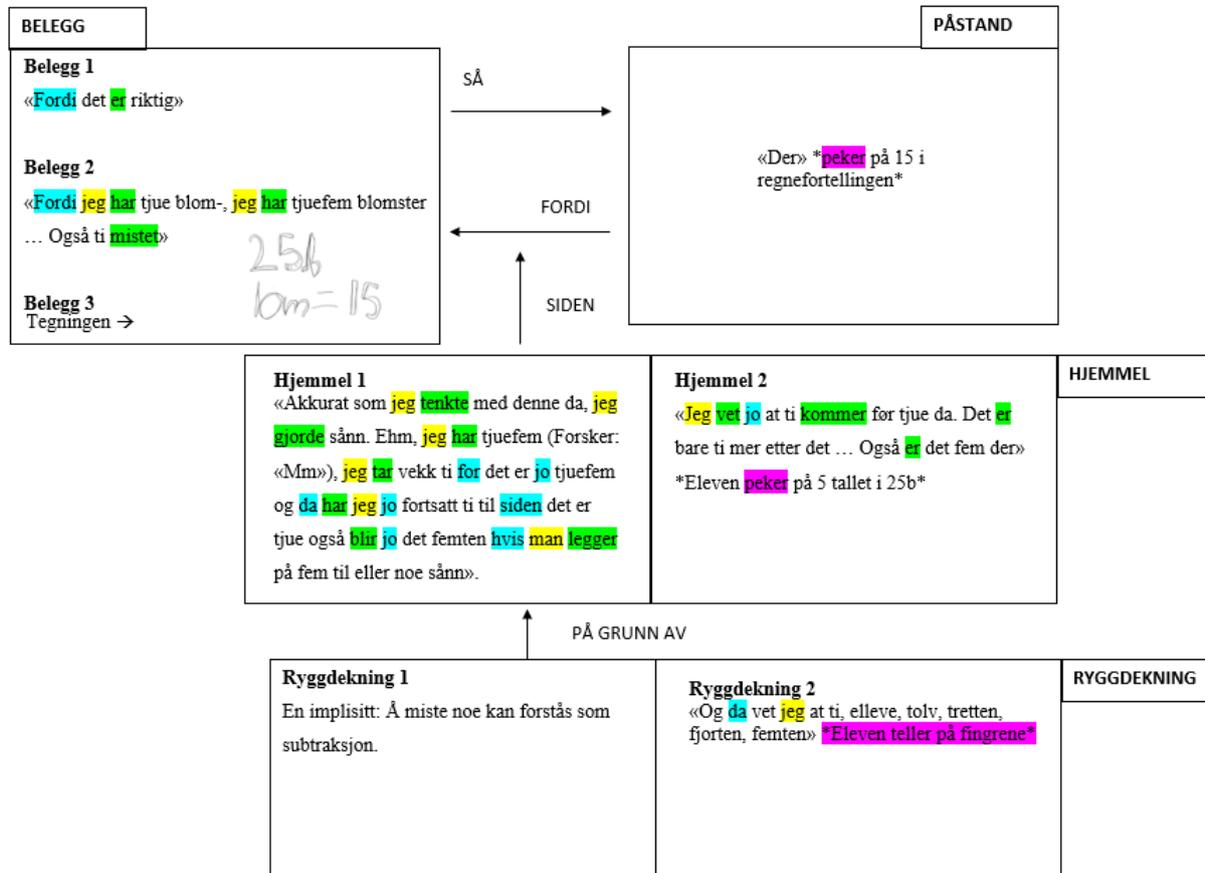 BELEGG
PÅSTAND
Belegg 1
«Fordi det er riktig»
Belegg 2
«Fordi jeg har tjue blom-, jeg har tjuefem blomster
… Også ti mistet»
25b
10m=15
Belegg 3
Tegningen →
SÅ
FORDI
SIDEN
«Der» *peker på 15 i
regnefortellingen*
HJEMMEL
Hjemmel 1
«Akkurat som jeg tenkte med denne da, jeg
gjorde sånn. Ehm, jeg har tjuefem (Forsker:
«Mm»), jeg tar vekk ti for det er jo tjuefem
og da har jeg jo fortsatt ti til siden det er
tjue også blir jo det femten hvis man legger
på fem til eller noe sånn».
Hjemmel 2
«Jeg vet jo at ti kommer før tjue da. Det er
bare ti mer etter det … Også er det fem der»
*Eleven peker på 5 tallet i 25b*
PÅ GRUNN AV
RYGGDEKNING
Ryggdekning 1
En implisitt: Å miste noe kan forstås som
subtraksjon.
Ryggdekning 2
«Og da vet jeg at ti, elleve, tolv, tretten,
fjorten, femten» *Eleven teller på fingrene*